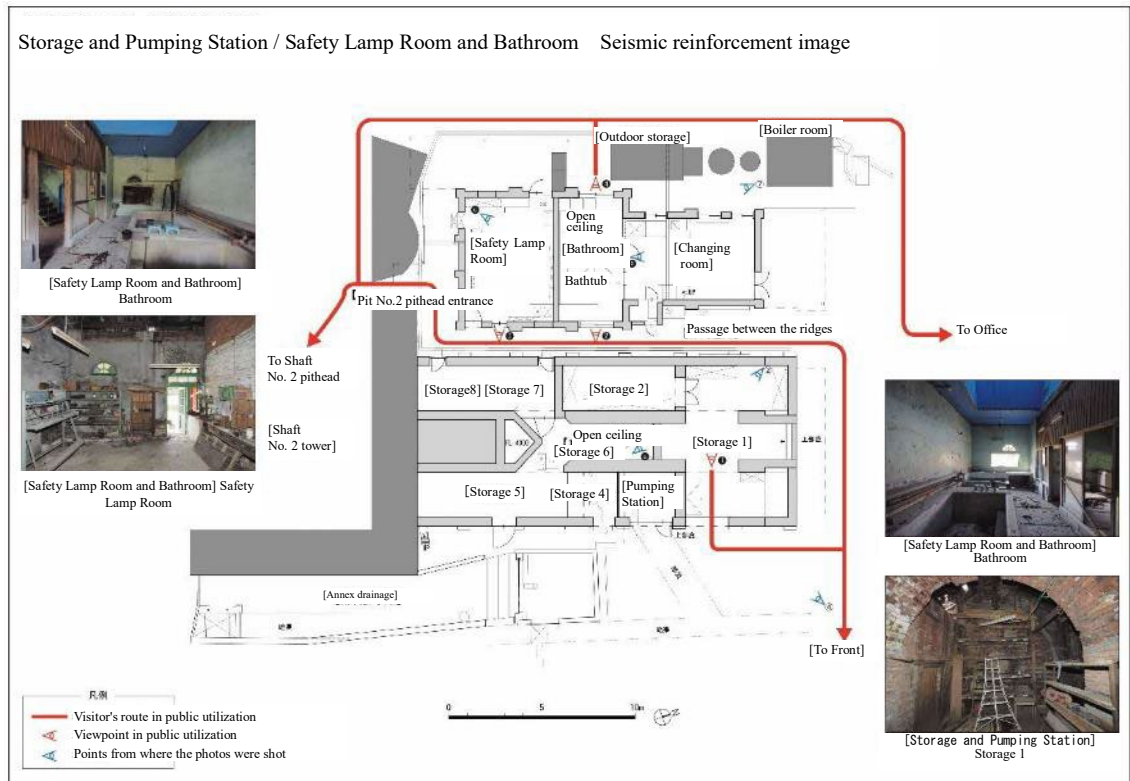 Storage and Pumping Station / Safety Lamp Room and Bathroom Seismic reinforcement image
[Outdoor storage]
[Boiler room]
[Safety Lamp
Room]
Open
ceiling
[Bathroom]
Bathtub
[Changing
room]
[Safety Lamp Room and Bathroom]
Bathroom
Pit No.2 pithead entrance
Passage between the ridges
To Office
To Shaft
No. 2 pithead
[Storage8] [Storage 7]
[Storage 2]
[Shaft
No. 2 tower]
FL-4900
Open ceiling
[Storage 6]
[Storage 1]
[Safety Lamp Room and Bathroom] Safety
Lamp Room
[Storage 5]
[Storage 4]
[Pumping
Station]
[Safety Lamp Room and Bathroom]
Bathroom
[Annex drainage]
[To Front]
凡例
Visitor's route in public utilization
Viewpoint in public utilization
Points from where the photos were shot
0 5 10m
N
[Storage and Pumping Station]
Storage 1